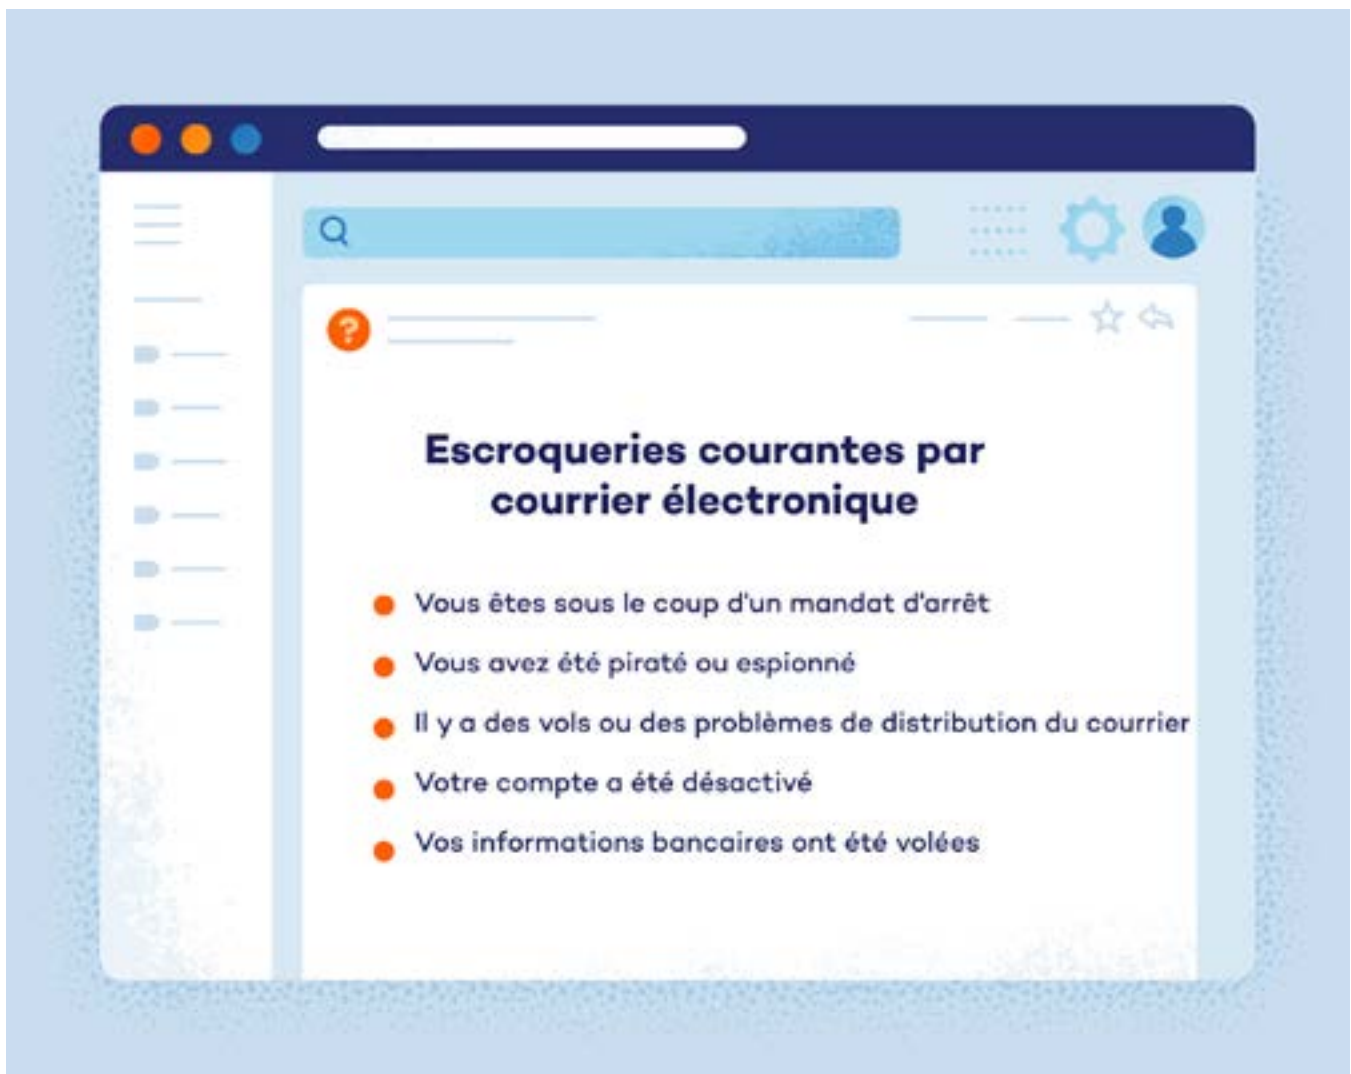 Escroqueries courantes par
courrier électronique
Vous êtes sous le coup d'un mandat d'arrêt
Vous avez été piraté ou espionné
Il y a des vols ou des problèmes de distribution du courrier
Votre compte a été désactivé
Vos informations bancaires ont été volées